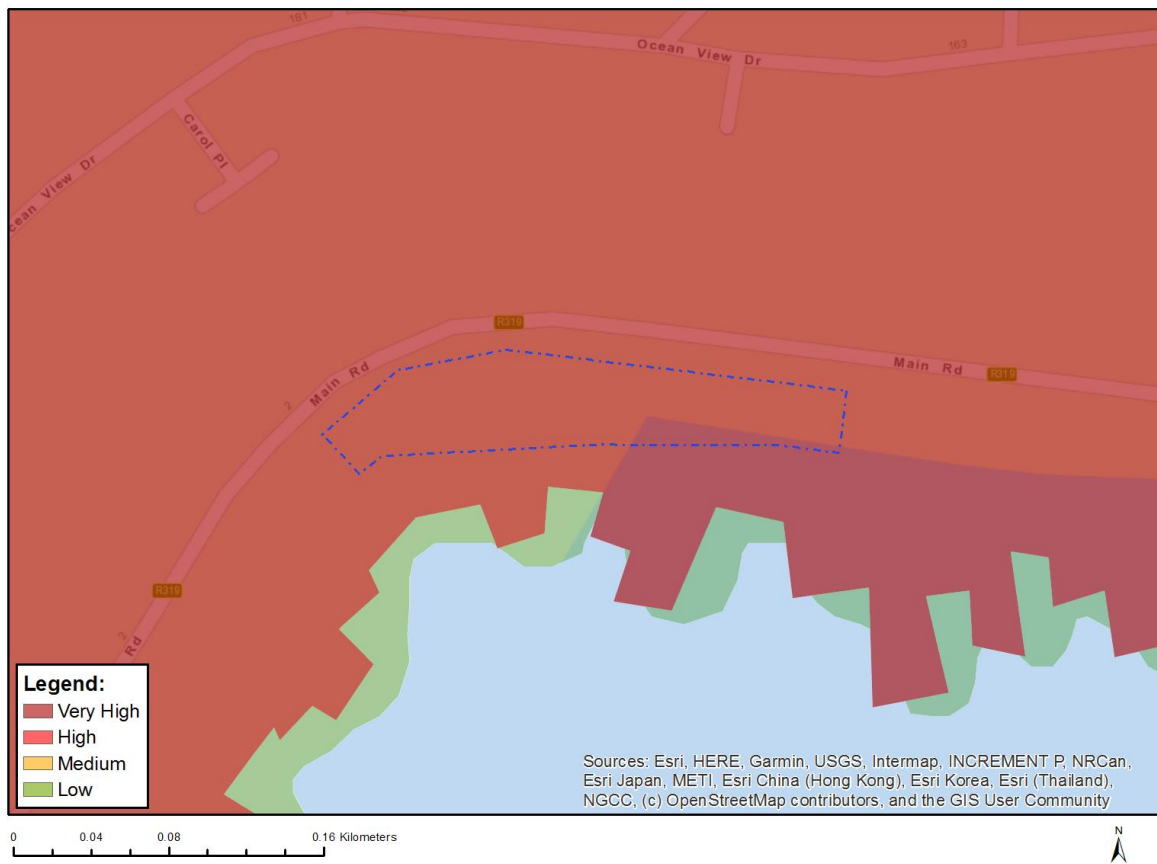 181
Ocean View Dr
163
Carol Pl
cean View Dr
R319
Main Rd
Main Rd
R319
2
R319
2
Rd
Legend:
Very High
High
Medium
Low
Sources: Esri, HERE, Garmin, USGS, Intermap, INCREMENT P, NRCan,
Esri Japan, METI, Esri China (Hong Kong), Esri Korea, Esri (Thailand),
NGCC, (c) OpenStreetMap contributors, and the GIS User Community
0 0.04 0.08 0.16 Kilometers
N